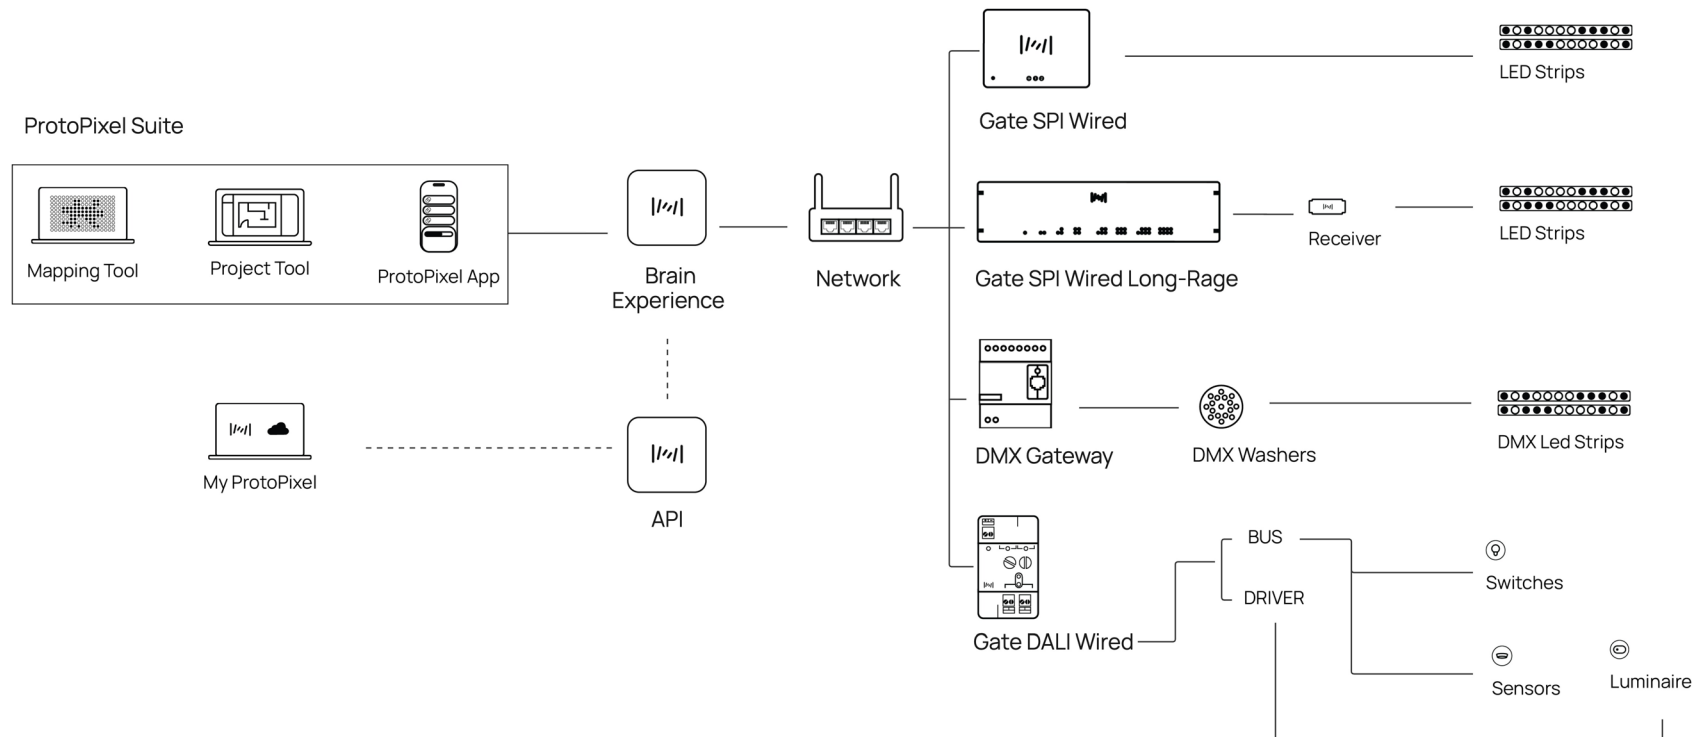 ProtoPixel Suite
Mapping Tool
Project Tool
ProtoPixel App
Brain
Experience
Network
My ProtoPixel
API
Gate SPI Wired
LED Strips
Gate SPI Wired Long-Rage
Receiver
LED Strips
DMX Gateway
DMX Washers
DMX Led Strips
Gate DALI Wired
BUS
DRIVER
Switches
Sensors
Luminaire